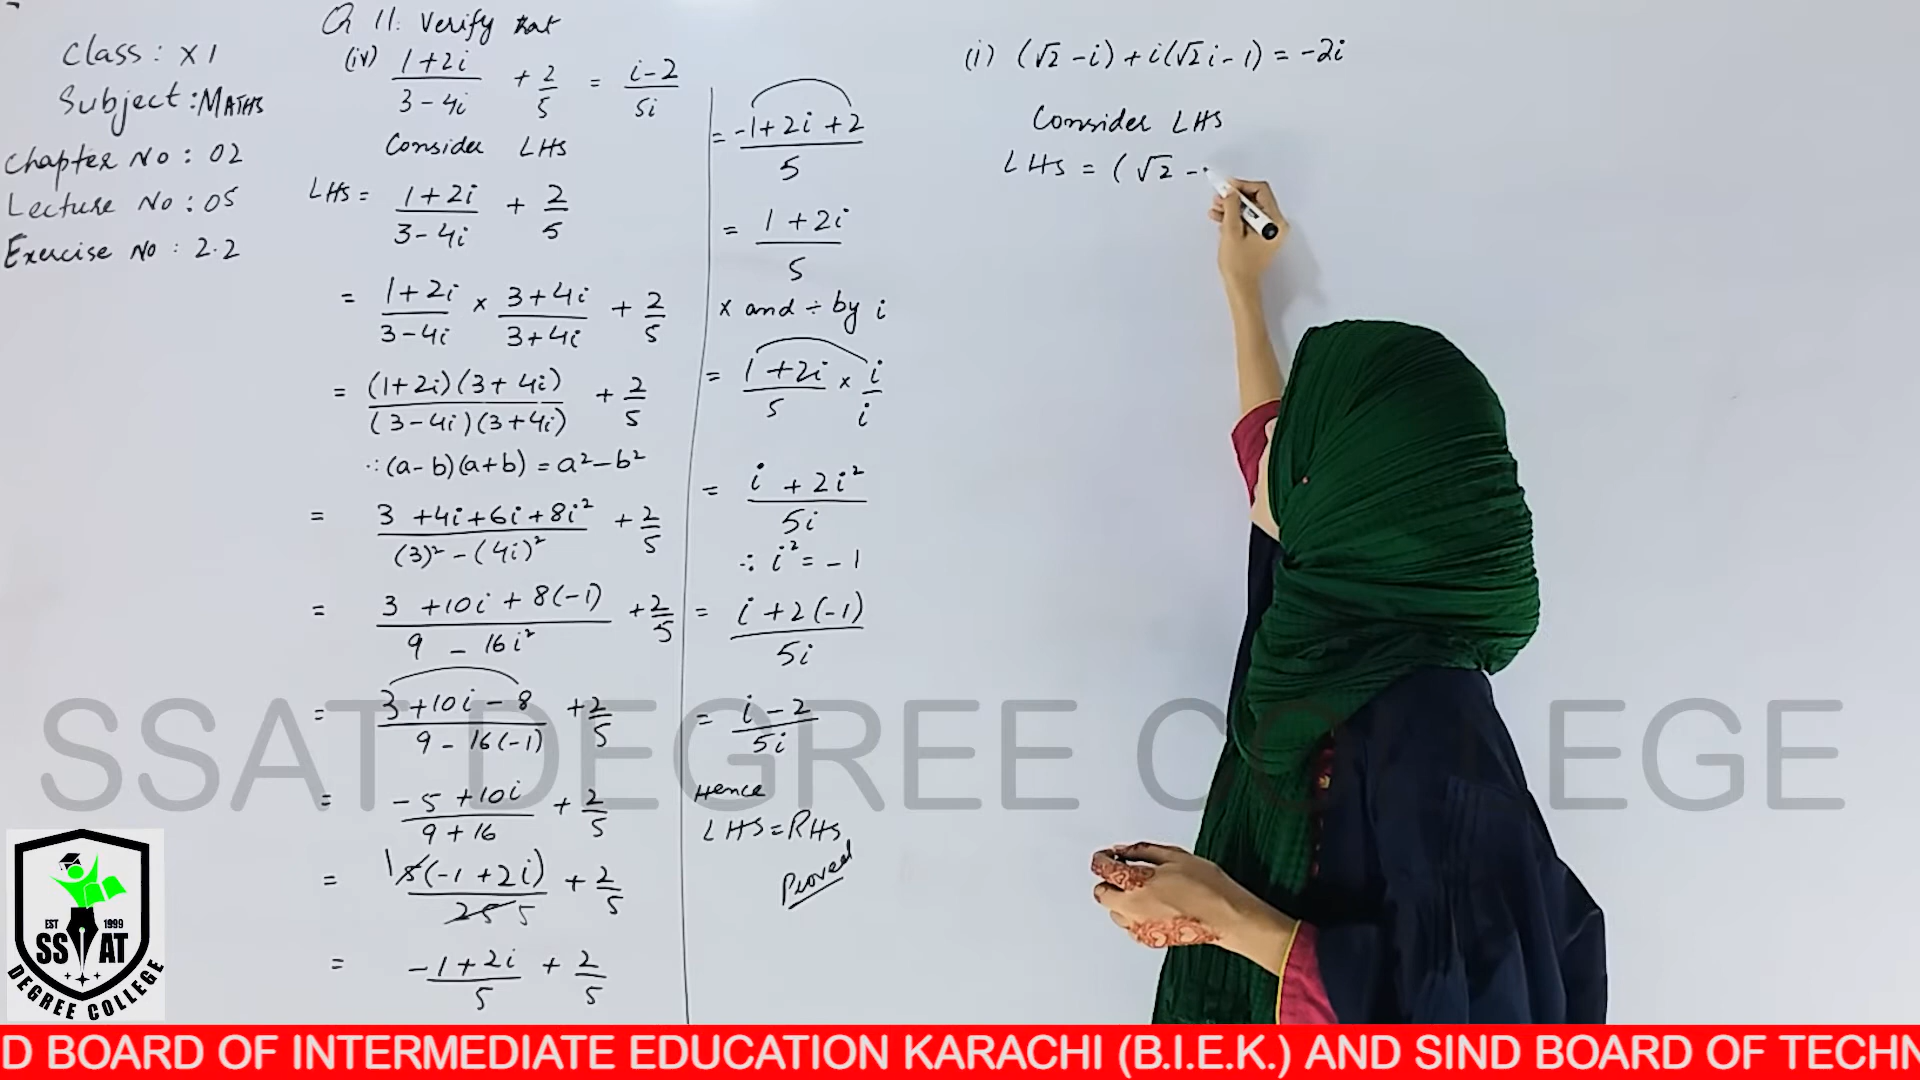 Class: XI
Subject: MATHS
Chapter No: 02
Lecture No: 05
Exercise No: 2.2
Q 11: Verify that
(iv) (1+2i)/(3-4i) + 2/5 = (i-2)/5i
Consider LHS
LHS = (1+2i)/(3-4i) + 2/5
= (1+2i)/(3-4i) × (3+4i)/(3+4i) + 2/5
= (1+2i)(3+4i)/(3-4i)(3+4i) + 2/5
∵ (a-b)(a+b) = a²-b²
= (3+4i+6i+8i²)/((3)²-(4i)²) + 2/5
= (3+10i+8(-1))/(9-16i²) + 2/5
= (3+10i-8)/(9-16(-1)) + 2/5
= (-5+10i)/(9+16) + 2/5
= 1 5(-1+2i)/25 5 + 2/5
= (-1+2i)/5 + 2/5
= (-1+2i+2)/5
= (1+2i)/5
× and ÷ by i
= (1+2i)/5 × i/i
= (i+2i²)/5i
∴ i² = -1
= (i+2(-1))/5i
= (i-2)/5i
Hence
LHS = RHS
Proved
(i) (√2-i)+i(√2i-1) = -2i
Consider LHS
LHS = (√2 -
SSAT DEGREE COLLEGE
EST 1999
SSAT
DEGREE COLLEGE
D BOARD OF INTERMEDIATE EDUCATION KARACHI (B.I.E.K.) AND SIND BOARD OF TECHN